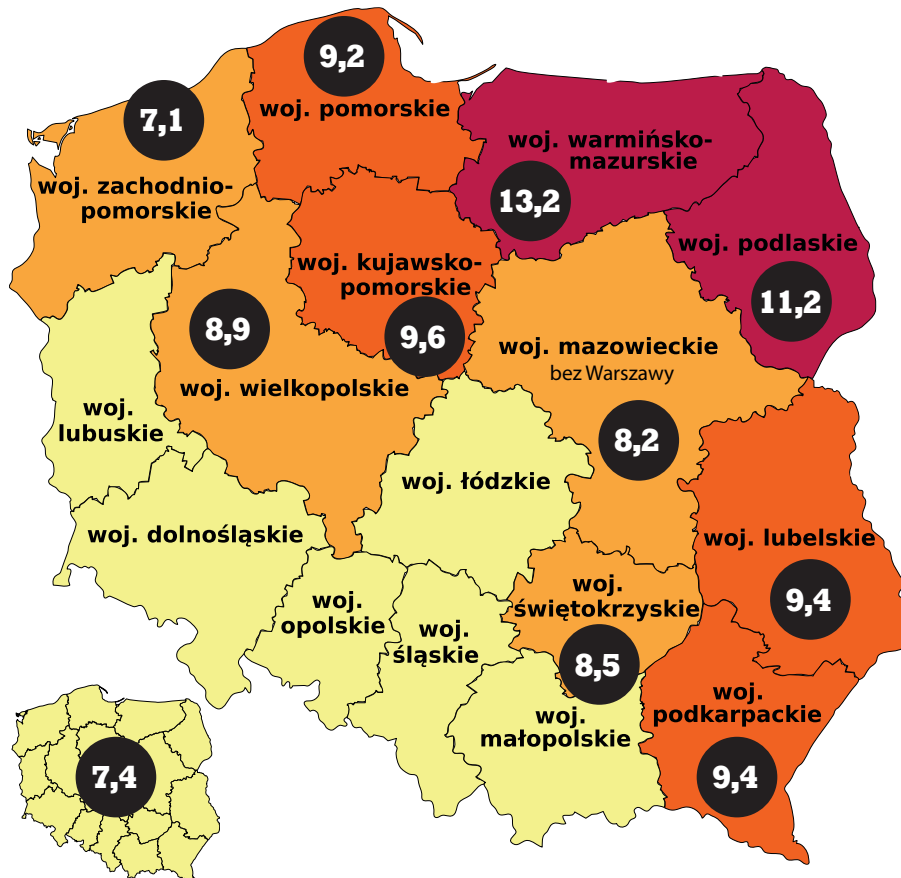 9,2
woj. pomorskie
7,1
woj. zachodnio-
pomorskie
woj. warmińsko-
mazurskie
13,2
woj. podlaskie
11,2
woj. kujawsko-
pomorskie
9,6
8,9
woj. wielkopolskie
woj. mazowieckie
bez Warszawy
8,2
woj.
lubuskie
woj. łódzkie
woj. dolnośląskie
woj. lubelskie
9,4
woj.
opolskie
woj.
śląskie
woj.
świętokrzyskie
8,5
woj.
małopolskie
woj.
podkarpackie
9,4
7,4